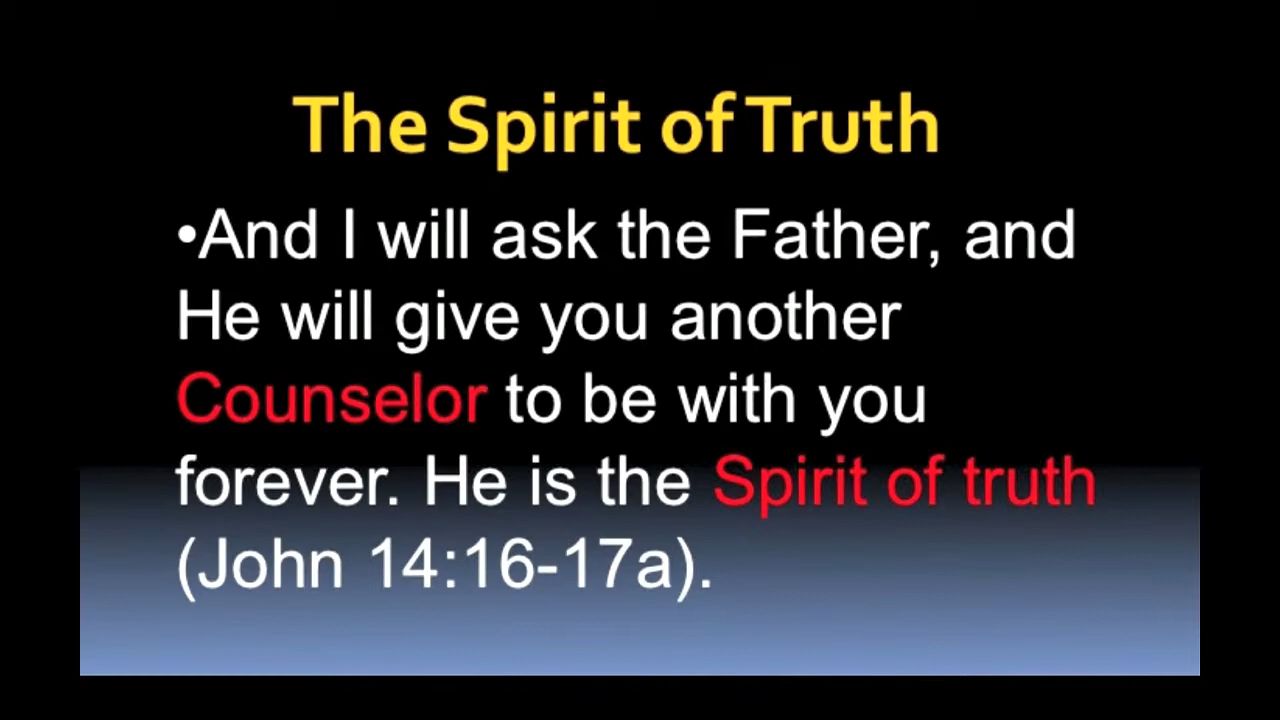 The Spirit of Truth
•And I will ask the Father, and
He will give you another
Counselor to be with you
forever. He is the Spirit of truth
(John 14:16-17a).